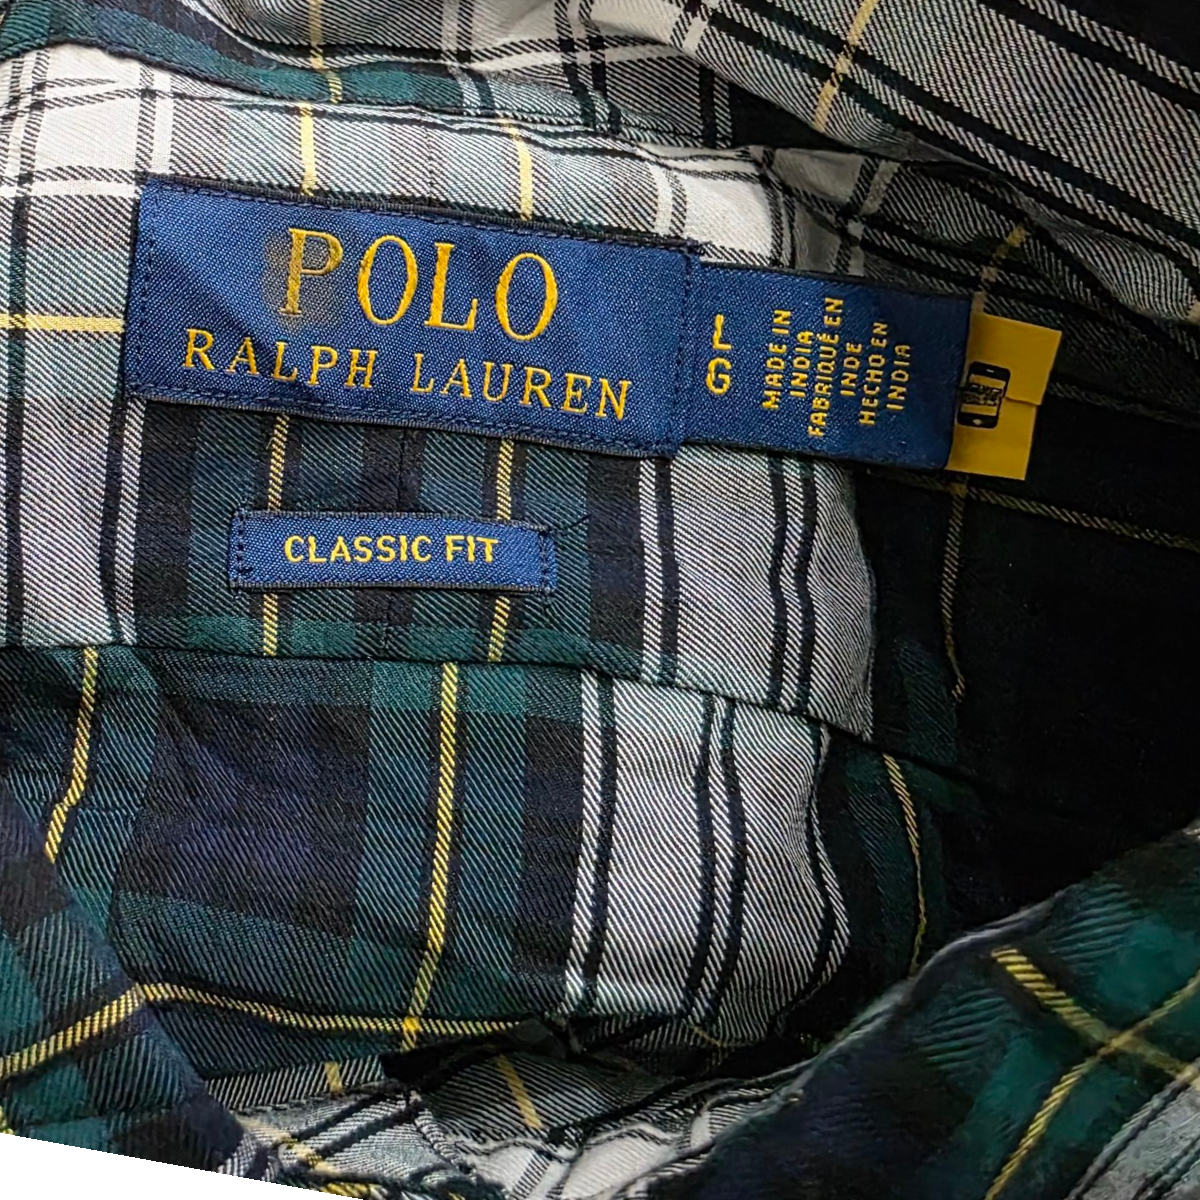 POLO
RALPH LAUREN
L
G
MADE IN
INDIA
FABRIQUÉ EN
INDE
HECHO EN
INDIA
CLASSIC FIT